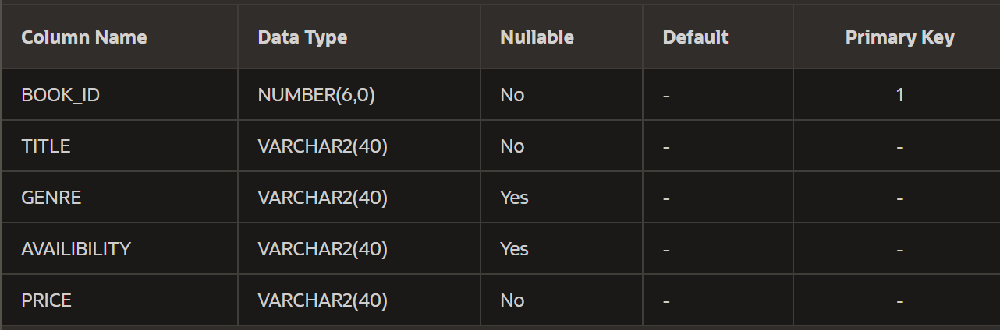 Column Name Data Type Nullable Default Primary Key
BOOK_ID NUMBER(6,0) No - 1
TITLE VARCHAR2(40) No - -
GENRE VARCHAR2(40) Yes - -
AVAILIBILITY VARCHAR2(40) Yes - -
PRICE VARCHAR2(40) No - -